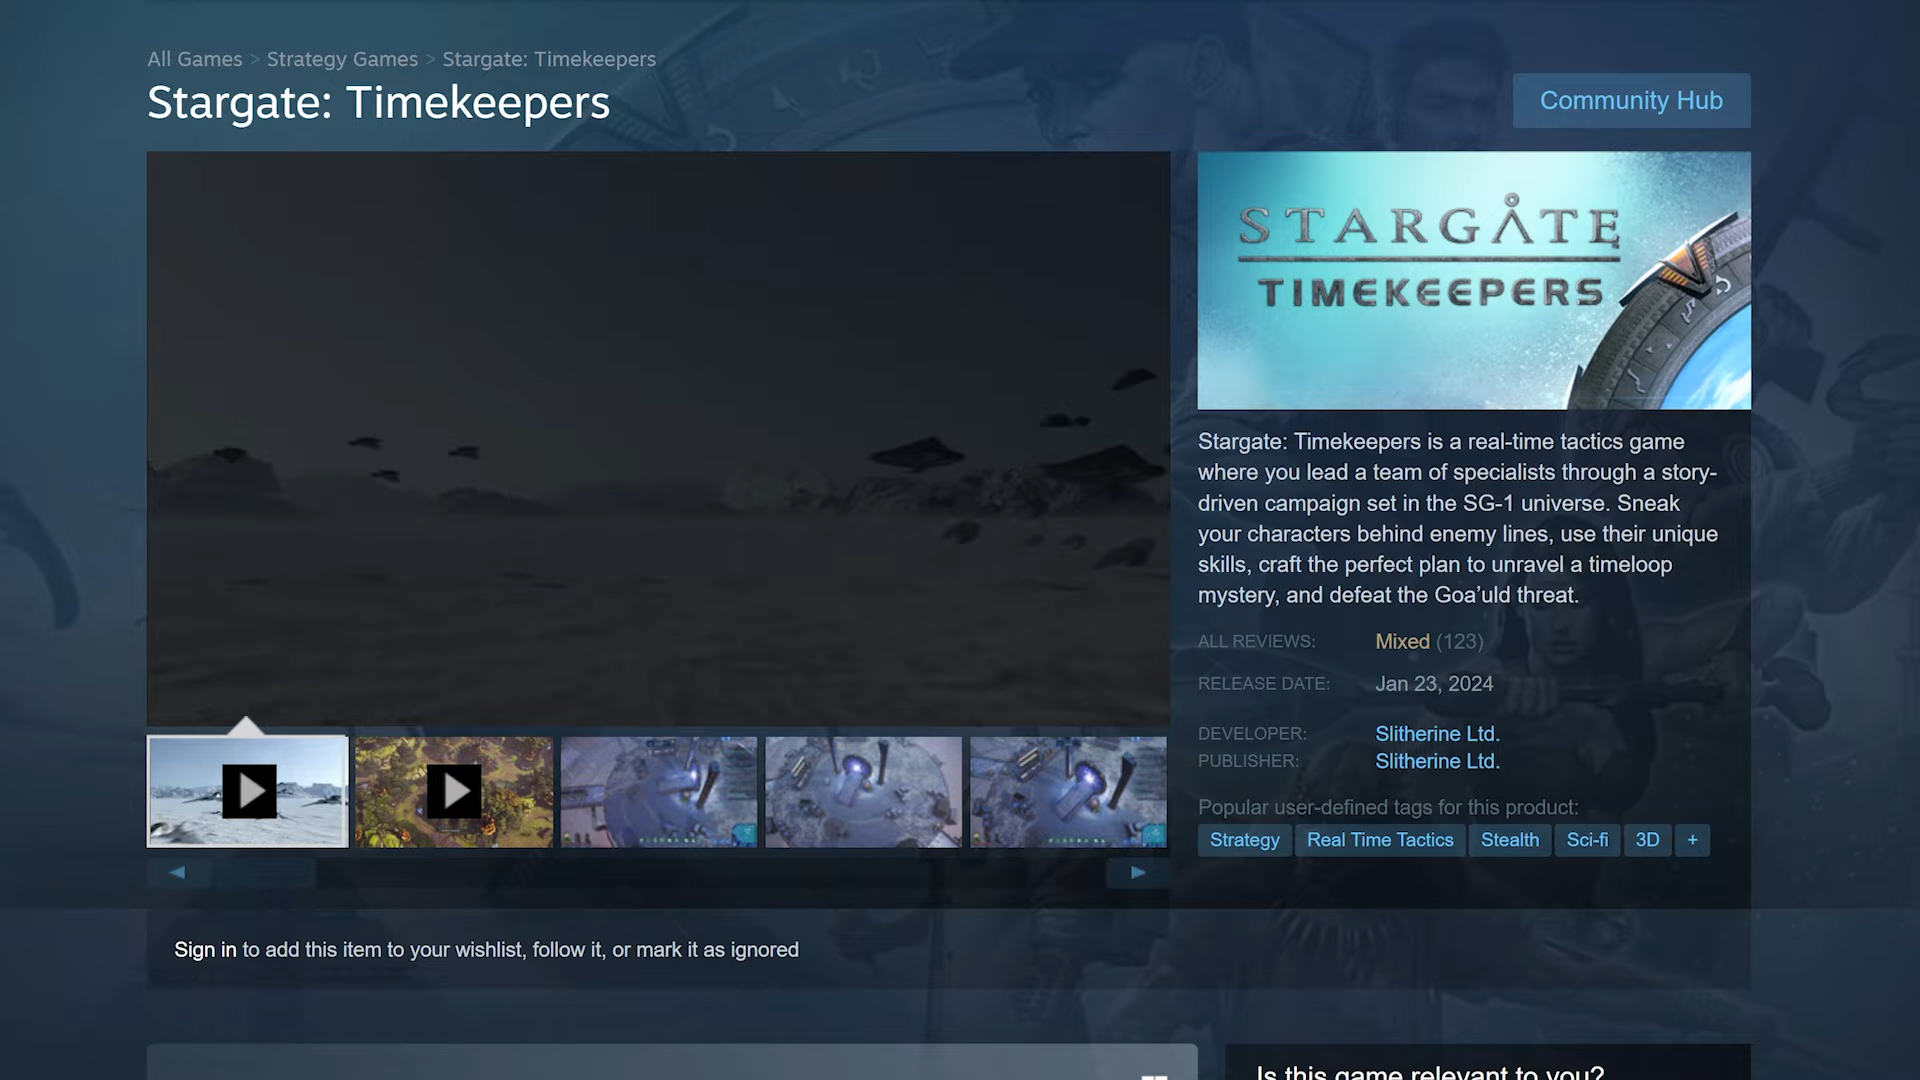 All Games > Strategy Games > Stargate: Timekeepers
Stargate: Timekeepers
Community Hub
STARGATE
TIMEKEEPERS
Stargate: Timekeepers is a real-time tactics game
where you lead a team of specialists through a story-
driven campaign set in the SG-1 universe. Sneak
your characters behind enemy lines, use their unique
skills, craft the perfect plan to unravel a timeloop
mystery, and defeat the Goa’uld threat.
ALL REVIEWS: Mixed (123)
RELEASE DATE: Jan 23, 2024
DEVELOPER: Slitherine Ltd.
PUBLISHER: Slitherine Ltd.
Popular user-defined tags for this product:
Strategy Real Time Tactics Stealth Sci-fi 3D +
Sign in to add this item to your wishlist, follow it, or mark it as ignored
Is this game relevant to you?